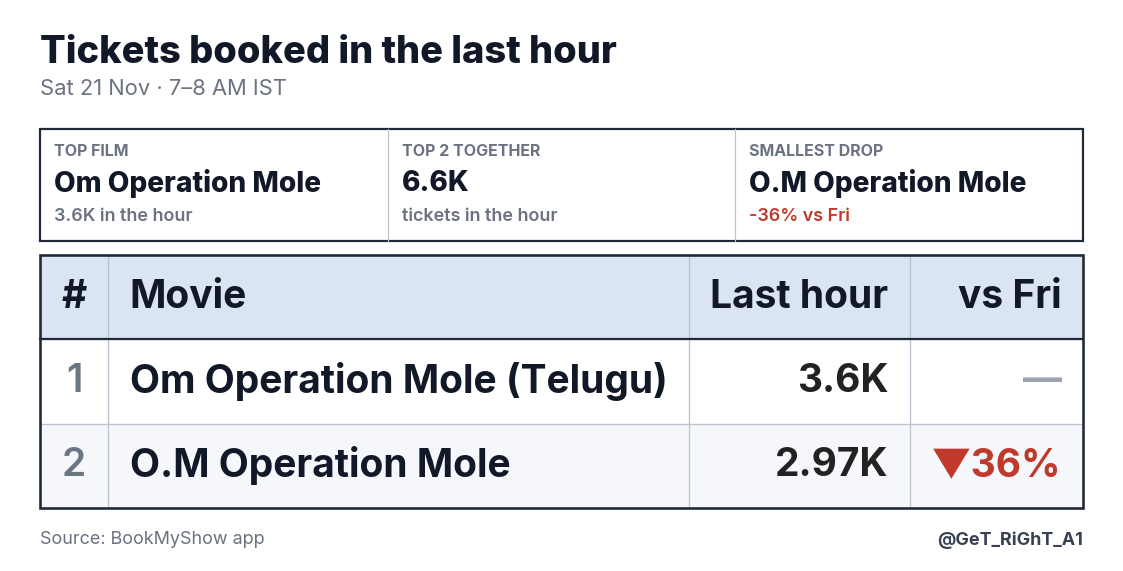 Tickets booked in the last hour
Sat 21 Nov · 7–8 AM IST
TOP FILM
Om Operation Mole
3.6K in the hour
TOP 2 TOGETHER
6.6K
tickets in the hour
SMALLEST DROP
O.M Operation Mole
-36% vs Fri
# Movie Last hour vs Fri
1 Om Operation Mole (Telugu) 3.6K —
2 O.M Operation Mole 2.97K ▼36%
Source: BookMyShow app
@GeT_RiGhT_A1